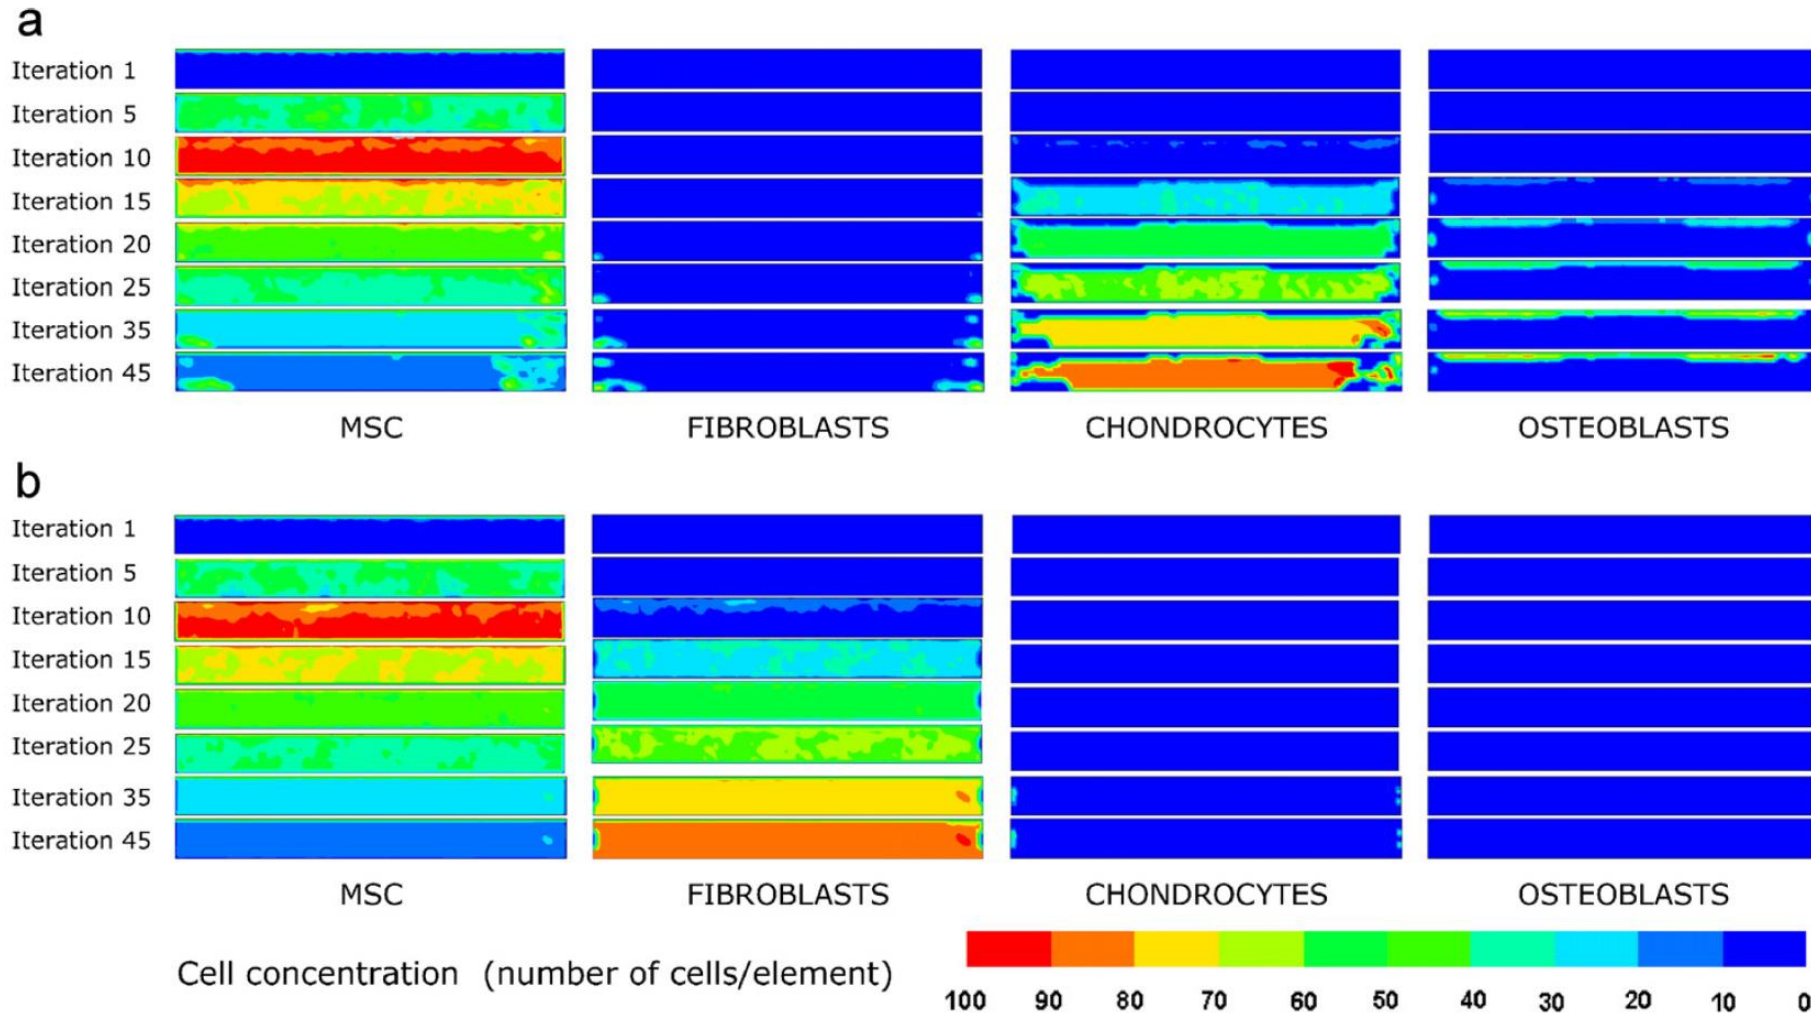 a
Iteration 1
Iteration 5
Iteration 10
Iteration 15
Iteration 20
Iteration 25
Iteration 35
Iteration 45
MSC FIBROBLASTS CHONDROCYTES OSTEOBLASTS
b
Iteration 1
Iteration 5
Iteration 10
Iteration 15
Iteration 20
Iteration 25
Iteration 35
Iteration 45
MSC FIBROBLASTS CHONDROCYTES OSTEOBLASTS
Cell concentration (number of cells/element)
100 90 80 70 60 50 40 30 20 10 0